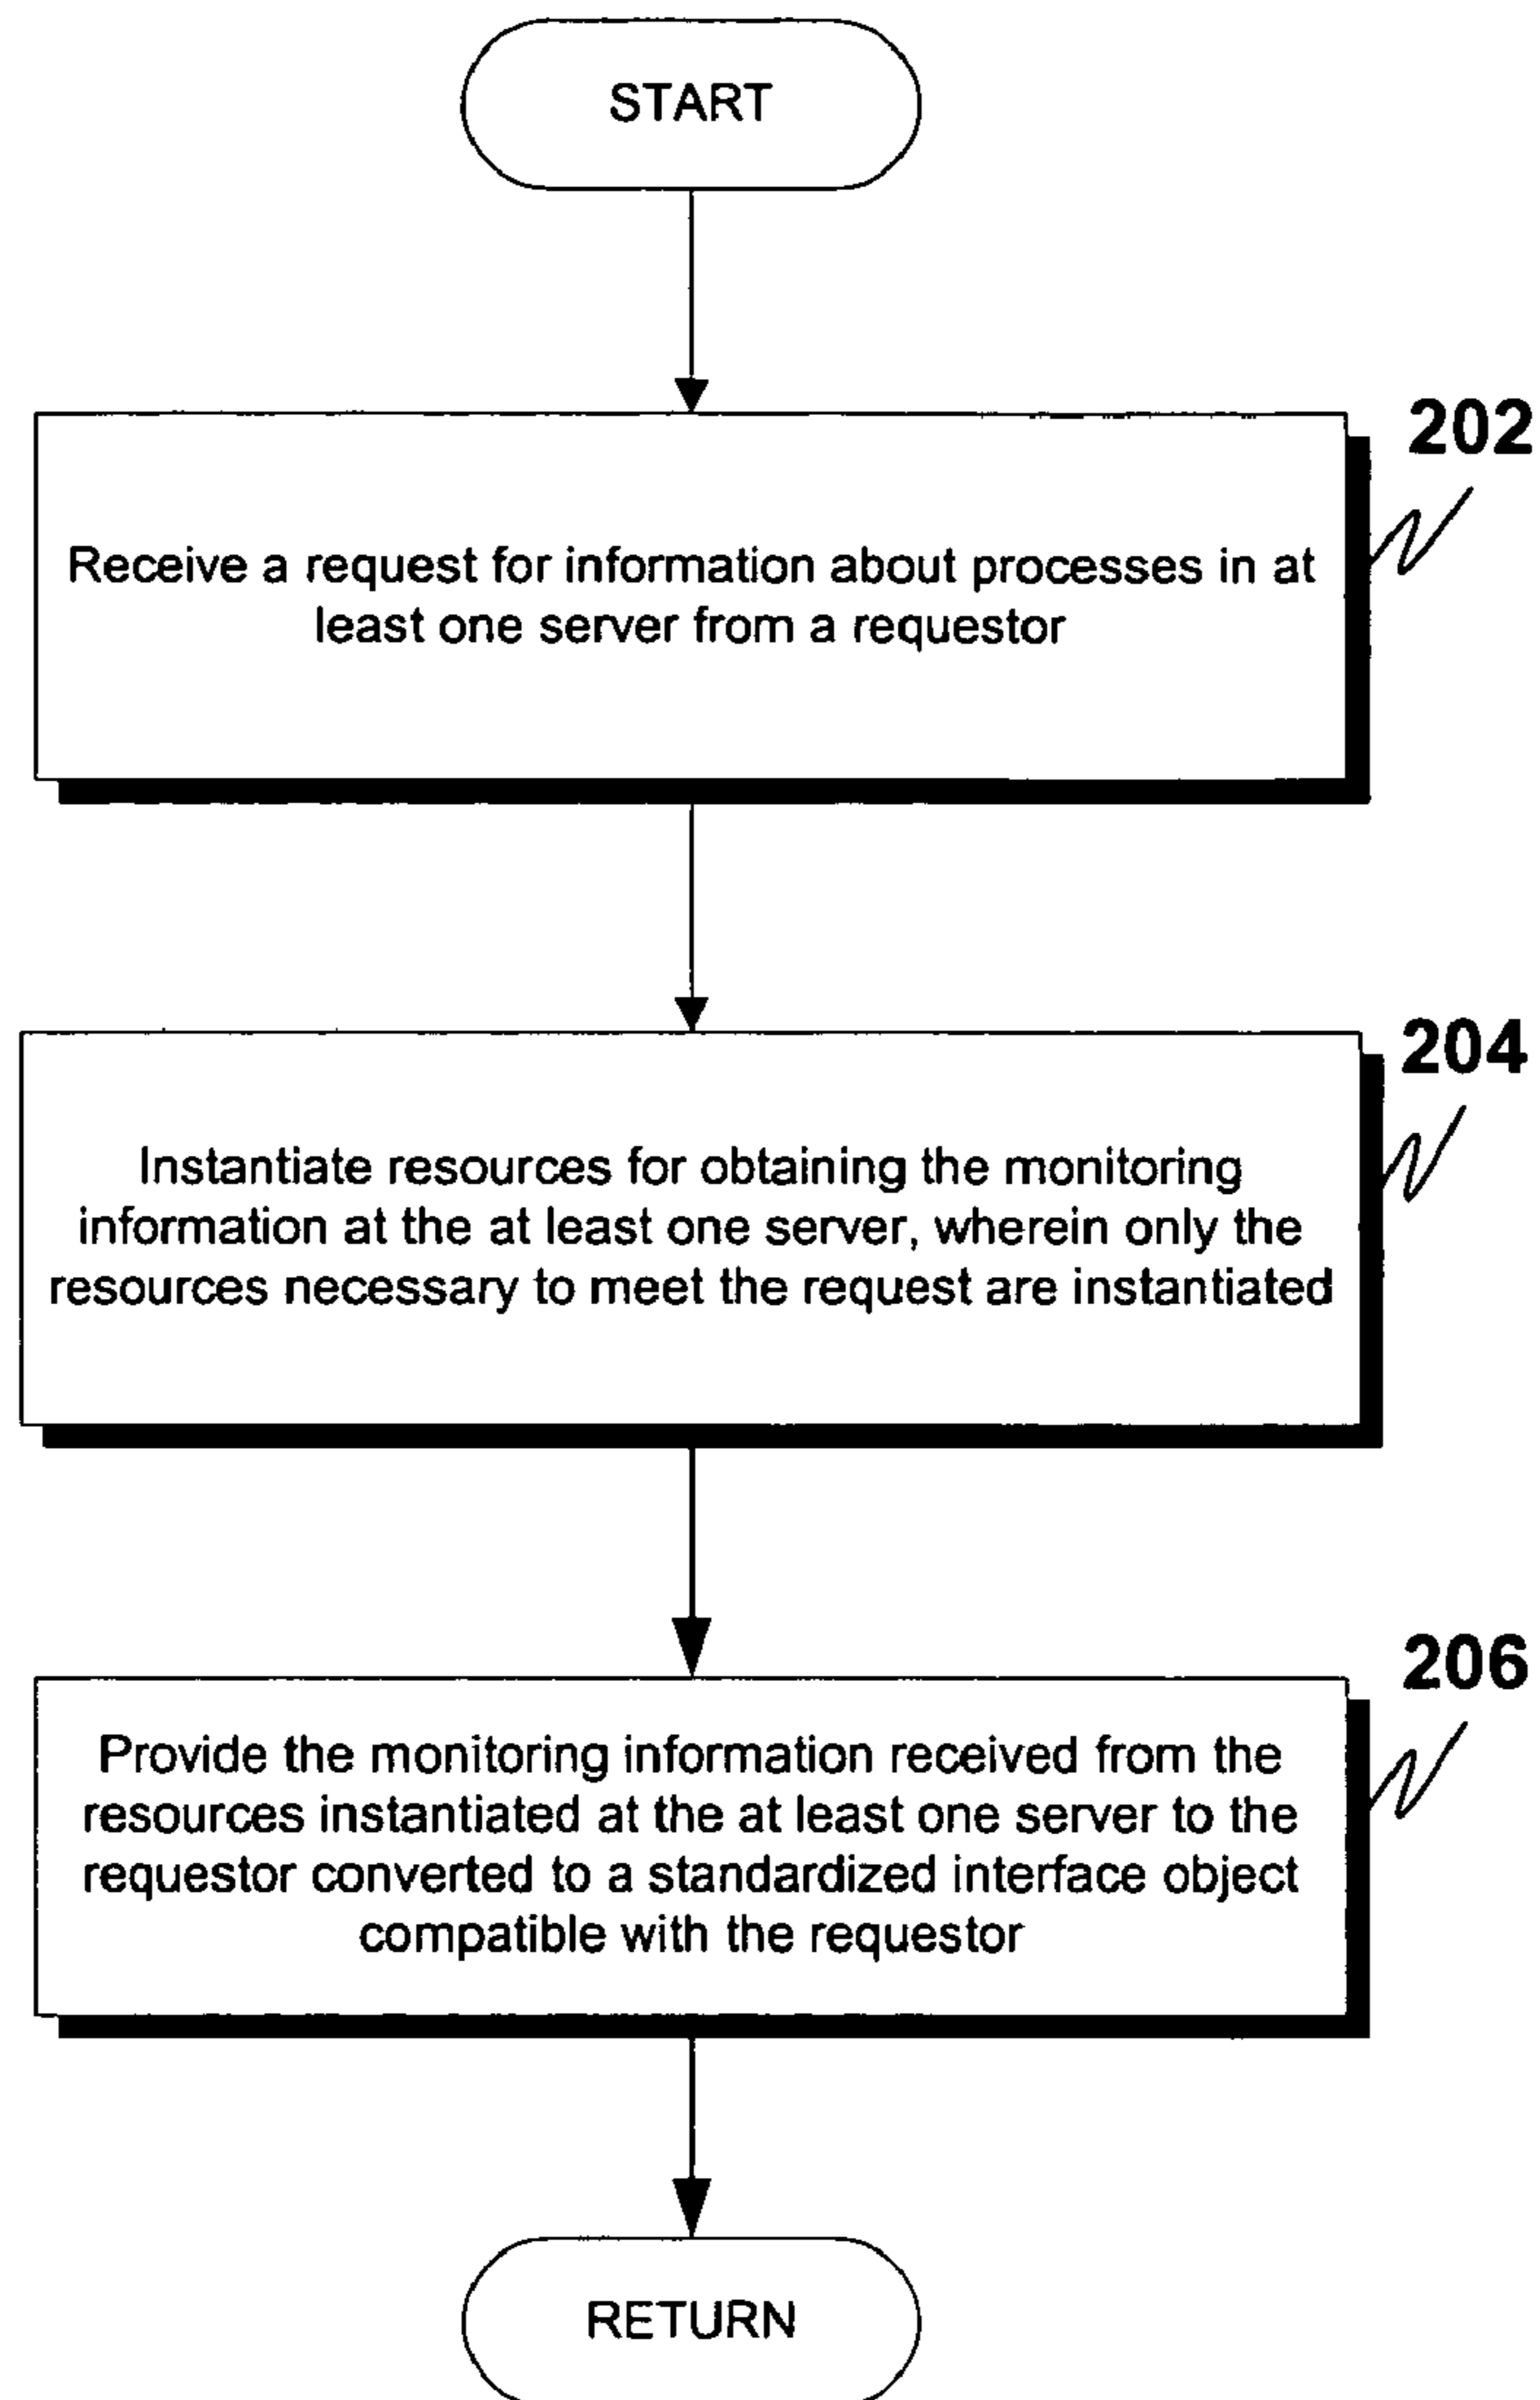 START
202
Receive a request for information about processes in at
least one server from a requestor
204
Instantiate resources for obtaining the monitoring
information at the at least one server, wherein only the
resources necessary to meet the request are instantiated
206
Provide the monitoring information received from the
resources instantiated at the at least one server to the
requestor converted to a standardized interface object
compatible with the requestor
RETURN